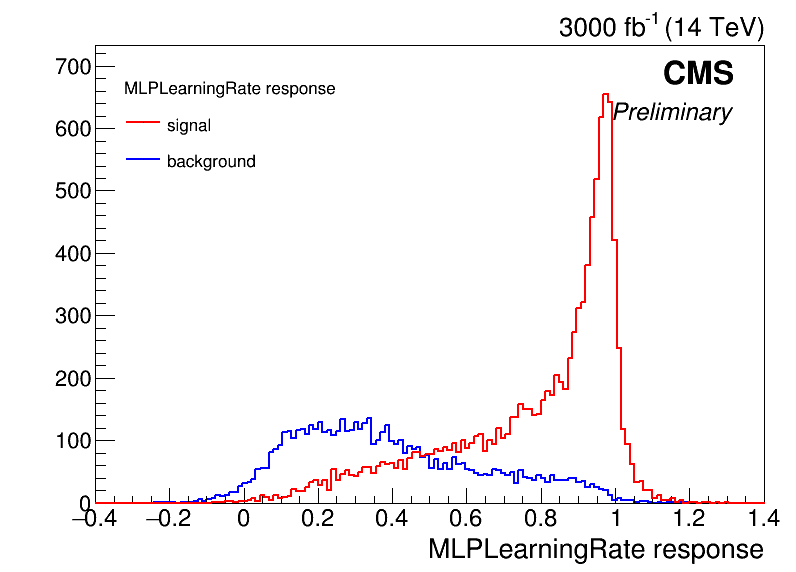 3000 fb-1 (14 TeV)
CMS
Preliminary
MLPLearningRate response
signal
background
700
600
500
400
300
200
100
0
−0.4 −0.2 0 0.2 0.4 0.6 0.8 1 1.2 1.4
MLPLearningRate response